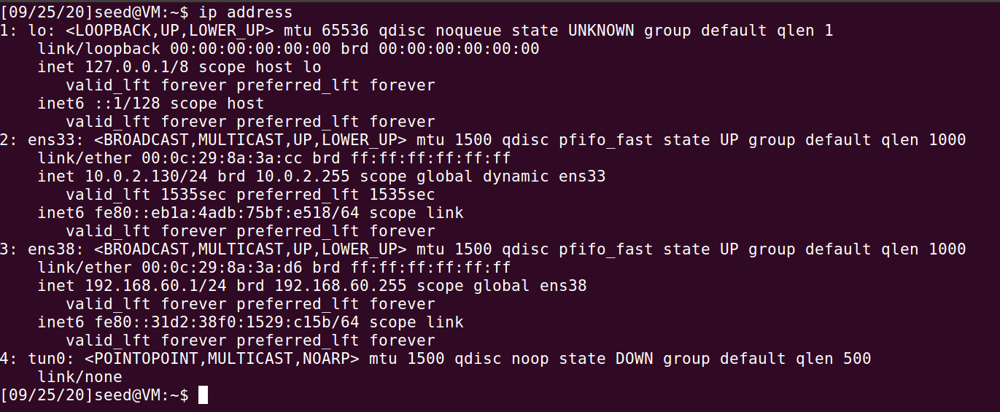 [09/25/20]seed@VM:~$ ip address
1: lo: <LOOPBACK,UP,LOWER_UP> mtu 65536 qdisc noqueue state UNKNOWN group default qlen 1
    link/loopback 00:00:00:00:00:00 brd 00:00:00:00:00:00
    inet 127.0.0.1/8 scope host lo
       valid_lft forever preferred_lft forever
    inet6 ::1/128 scope host
       valid_lft forever preferred_lft forever
2: ens33: <BROADCAST,MULTICAST,UP,LOWER_UP> mtu 1500 qdisc pfifo_fast state UP group default qlen 1000
    link/ether 00:0c:29:8a:3a:cc brd ff:ff:ff:ff:ff:ff
    inet 10.0.2.130/24 brd 10.0.2.255 scope global dynamic ens33
       valid_lft 1535sec preferred_lft 1535sec
    inet6 fe80::eb1a:4adb:75bf:e518/64 scope link
       valid_lft forever preferred_lft forever
3: ens38: <BROADCAST,MULTICAST,UP,LOWER_UP> mtu 1500 qdisc pfifo_fast state UP group default qlen 1000
    link/ether 00:0c:29:8a:3a:d6 brd ff:ff:ff:ff:ff:ff
    inet 192.168.60.1/24 brd 192.168.60.255 scope global ens38
       valid_lft forever preferred_lft forever
    inet6 fe80::31d2:38f0:1529:c15b/64 scope link
       valid_lft forever preferred_lft forever
4: tun0: <POINTOPOINT,MULTICAST,NOARP> mtu 1500 qdisc noop state DOWN group default qlen 500
    link/none
[09/25/20]seed@VM:~$